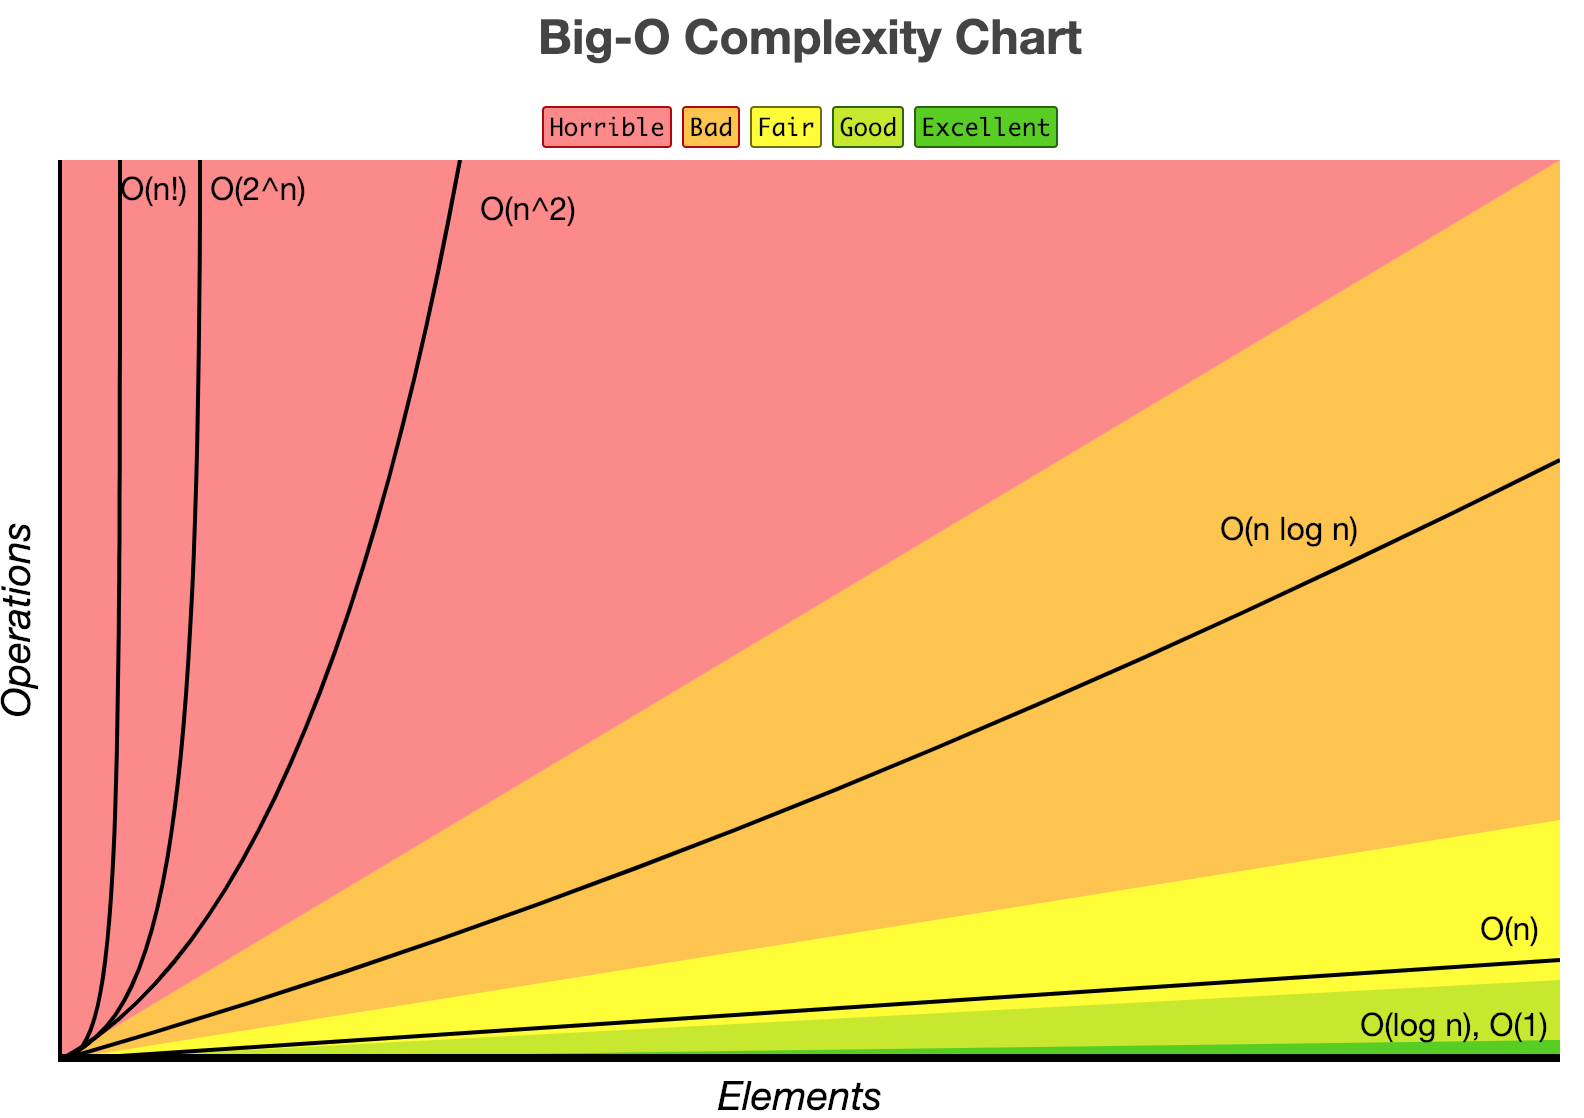 Big-O Complexity Chart
Horrible Bad Fair Good Excellent
O(n!) O(2^n)
O(n^2)
O(n log n)
O(n)
O(log n), O(1)
Operations
Elements